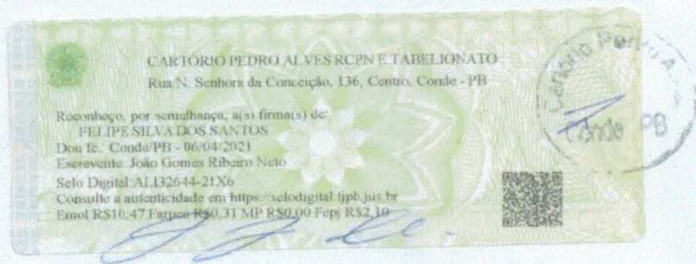 CARTÓRIO PEDRO ALVES RCPN E TABELIONATO
Rua N. Senhora da Conceição, 136, Centro, Conde - PB
Reconheço, por semelhança, a(s) firma(s) de:
FELIPE SILVA DOS SANTOS
Dou fé. Conde/PB - 06/04/2021
Escrevente: João Gomes Ribeiro Neto
Selo Digital: ALI32644-21X6
Consulte a autenticidade em https://selodigital.tjpb.jus.br
Emol R$10,47 Farpen R$0,31 MP R$0,00 Fepj R$2,10
Cartório
Conde PB